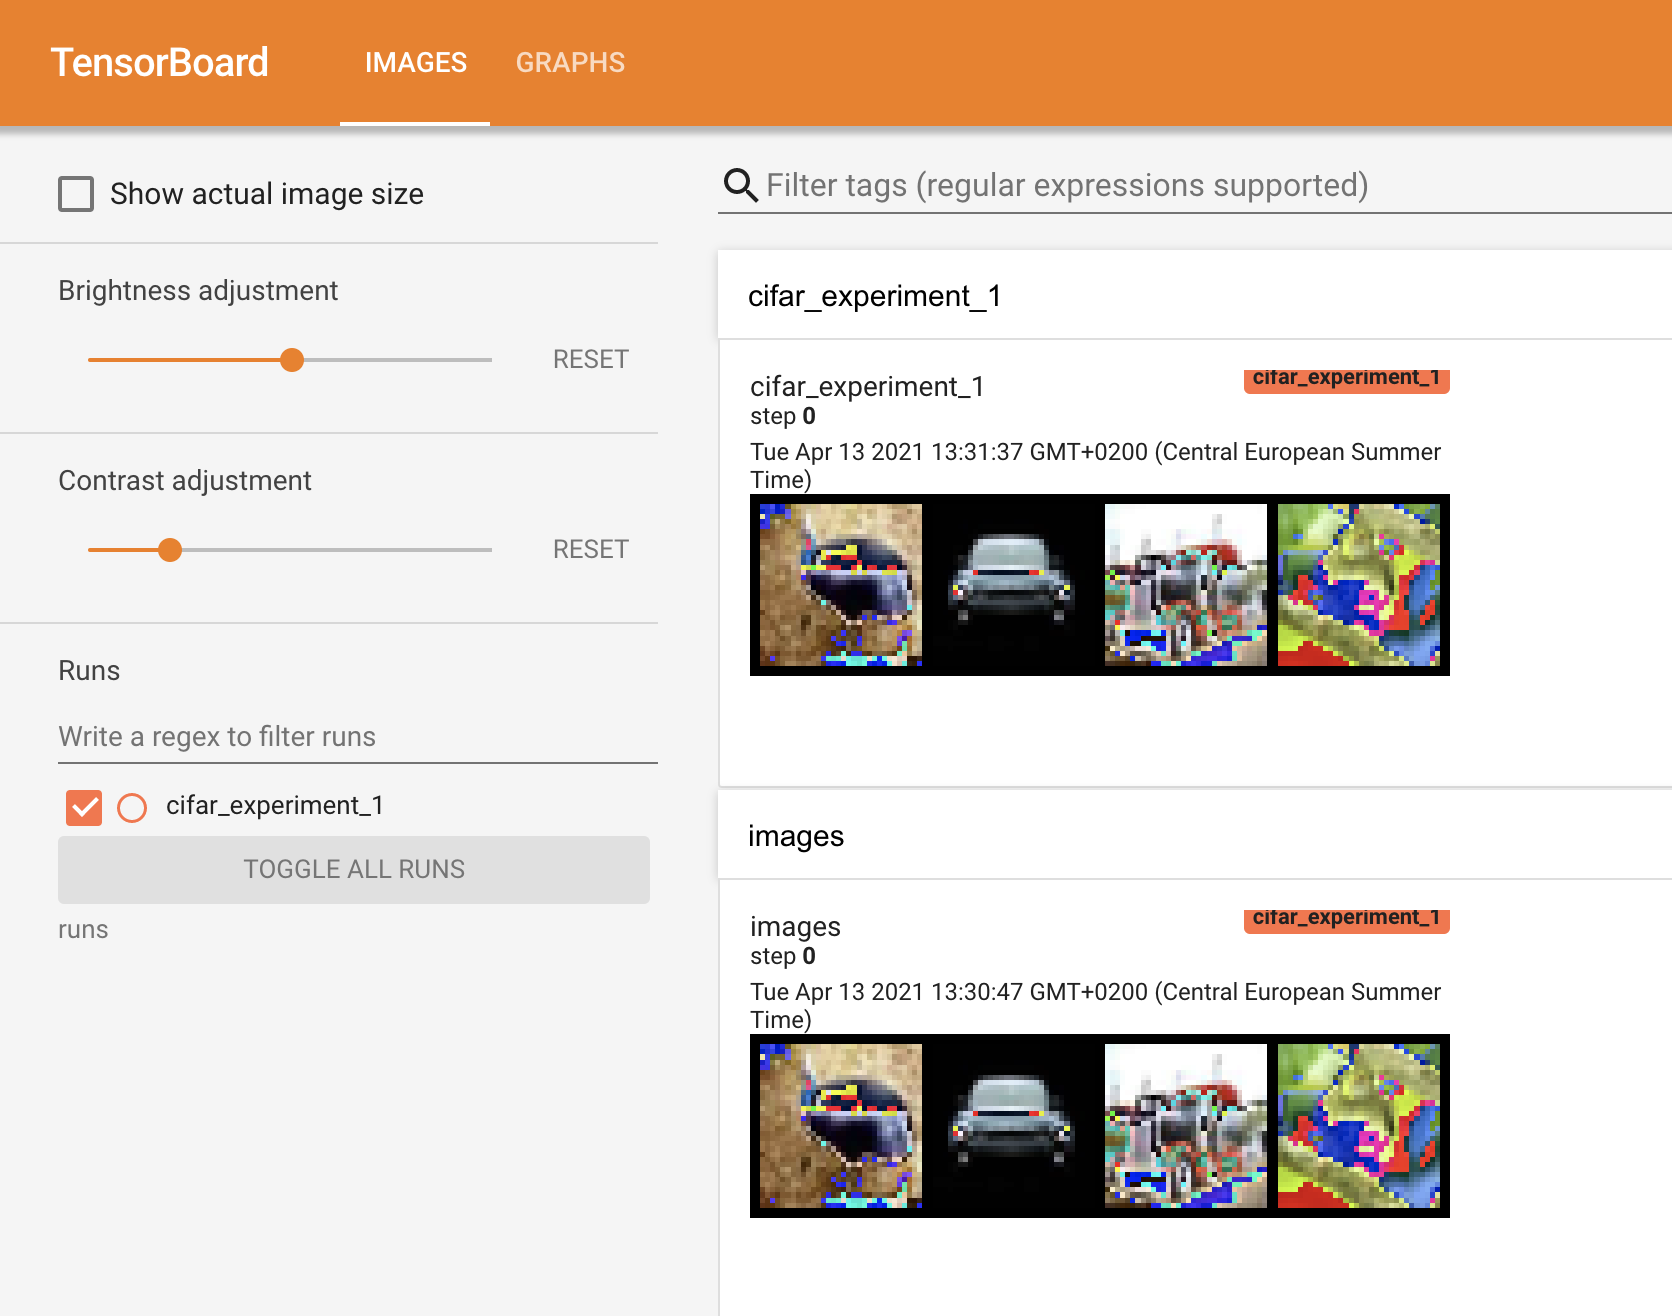 TensorBoard
IMAGES
GRAPHS
Show actual image size
Filter tags (regular expressions supported)
Brightness adjustment
RESET
Contrast adjustment
RESET
Runs
Write a regex to filter runs
cifar_experiment_1
TOGGLE ALL RUNS
runs
cifar_experiment_1
cifar_experiment_1
cifar_experiment_1
step 0
Tue Apr 13 2021 13:31:37 GMT+0200 (Central European Summer
Time)
images
images
cifar_experiment_1
step 0
Tue Apr 13 2021 13:30:47 GMT+0200 (Central European Summer
Time)